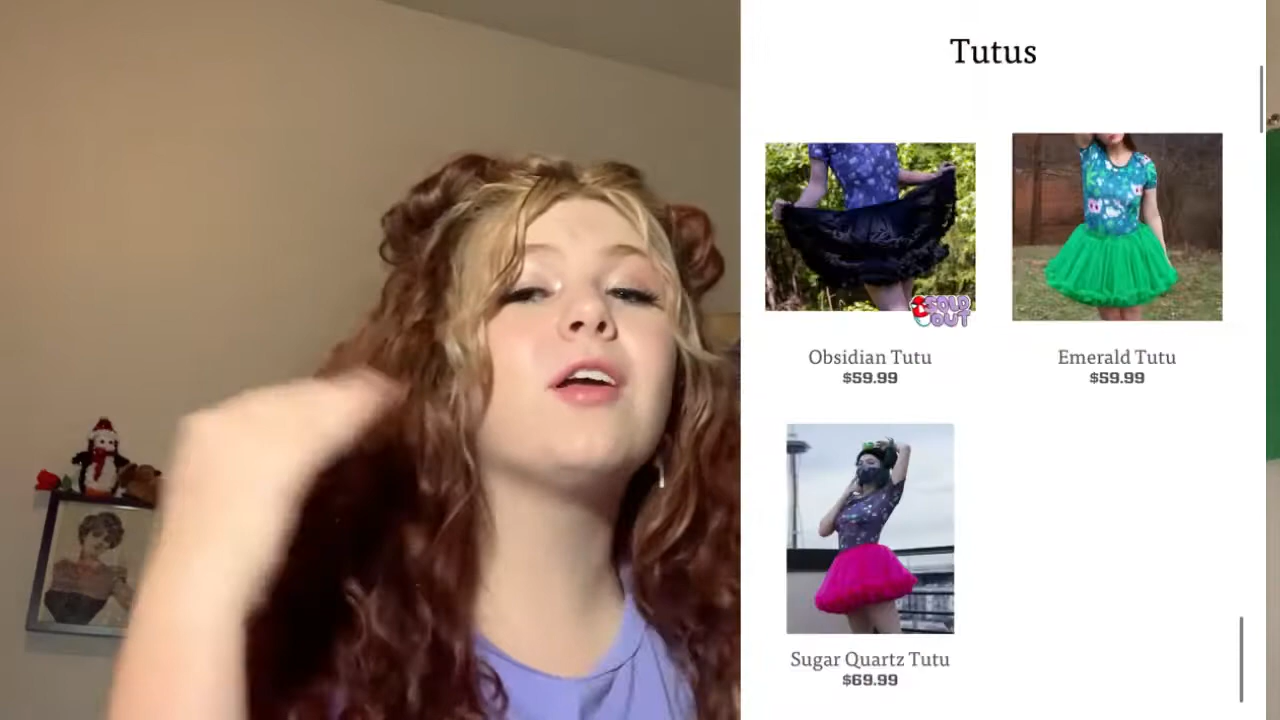 Tutus
SOLD
OUT
Obsidian Tutu
$59.99
Emerald Tutu
$59.99
Sugar Quartz Tutu
$69.99